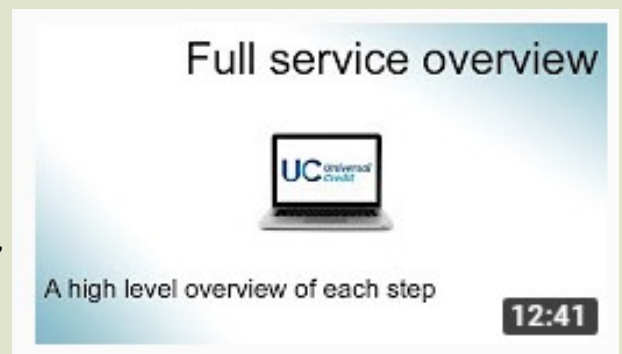 Full service overview
UC Universal
Credit
A high level overview of each step
12:41